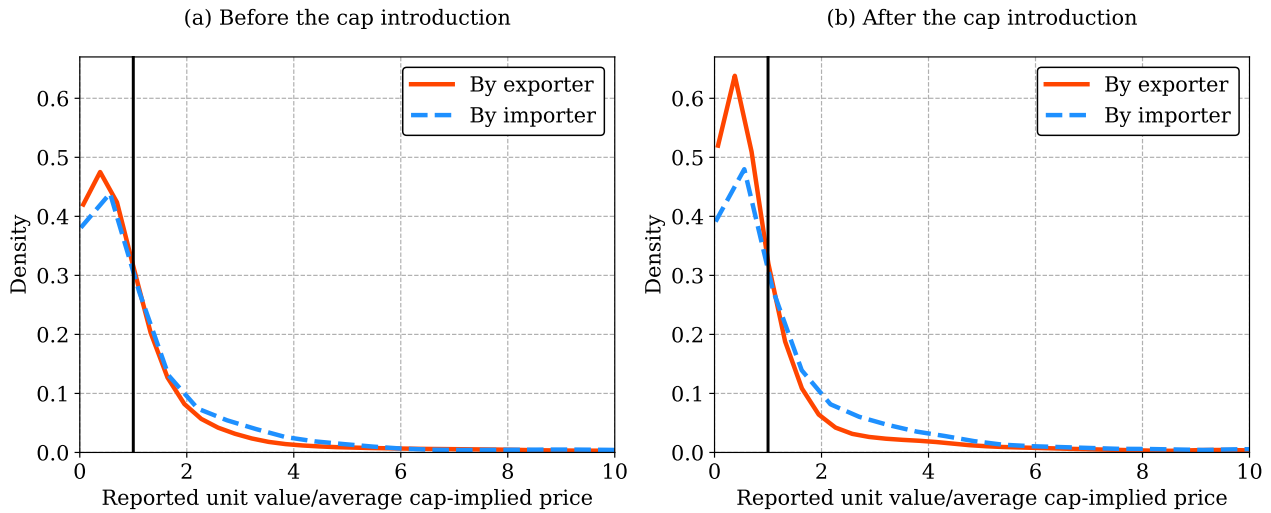 (a) Before the cap introduction
Density
0.6
0.5
0.4
0.3
0.2
0.1
0.0
By exporter
By importer
0 2 4 6 8 10
Reported unit value/average cap-implied price
(b) After the cap introduction
Density
0.6
0.5
0.4
0.3
0.2
0.1
0.0
By exporter
By importer
0 2 4 6 8 10
Reported unit value/average cap-implied price